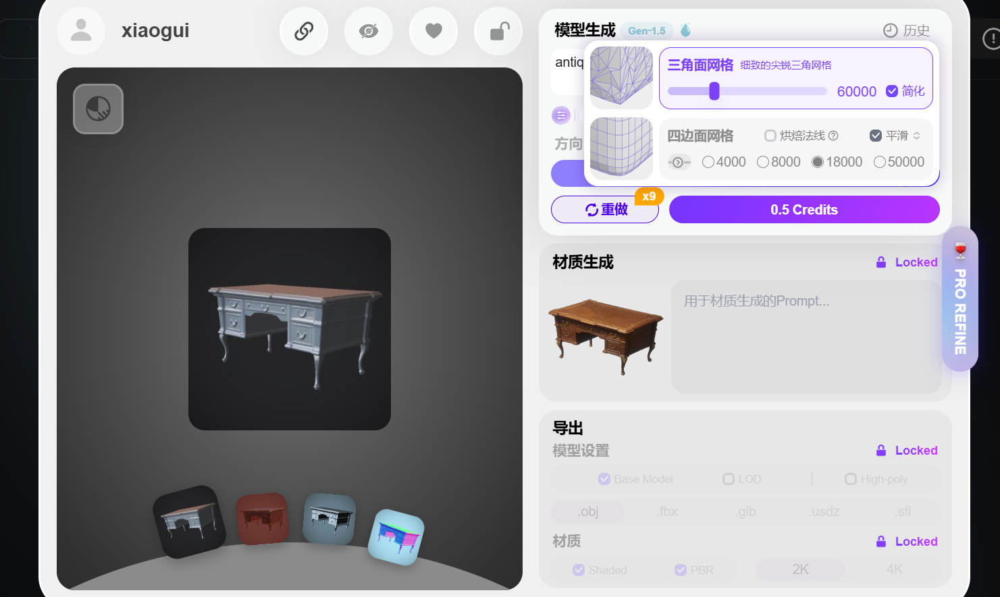 xiaogui
模型生成 Gen-1.5 历史
antiq
三角面网格 细致的尖锐三角网格
60000 简化
四边面网格 烘焙法线 平滑
4000 8000 18000 50000
方向
x9
重做
0.5 Credits
材质生成 Locked
用于材质生成的Prompt...
PRO REFINE
导出
模型设置 Locked
Base Model LOD | High-poly
.obj .fbx .glb .usdz .stl
材质 Locked
Shaded PBR 2K 4K